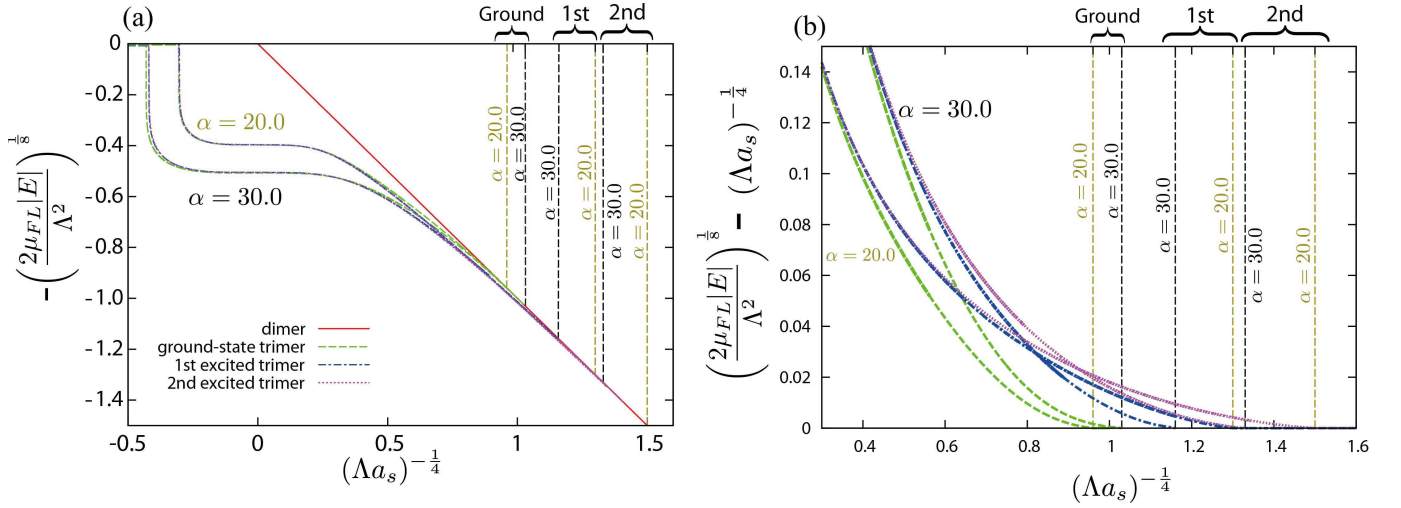 (a)
Ground 1st 2nd
0
-0.2
-0.4
-0.6
-0.8
-1.0
-1.2
-1.4
−(2μ_{FL}|E|/Λ²)^{1/8}
α = 20.0
α = 30.0
α = 20.0
α = 30.0
α = 30.0
α = 20.0
α = 30.0
α = 20.0
dimer
ground-state trimer
1st excited trimer
2nd excited trimer
-0.5 0 0.5 1 1.5
(Λa_s)^{−1/4}
(b)
Ground 1st 2nd
0.14
0.12
0.1
0.08
0.06
0.04
0.02
0
(2μ_{FL}|E|/Λ²)^{1/8} − (Λa_s)^{−1/4}
α = 30.0
α = 20.0
α = 20.0
α = 30.0
α = 30.0
α = 20.0
α = 30.0
α = 20.0
0.4 0.6 0.8 1 1.2 1.4 1.6
(Λa_s)^{−1/4}